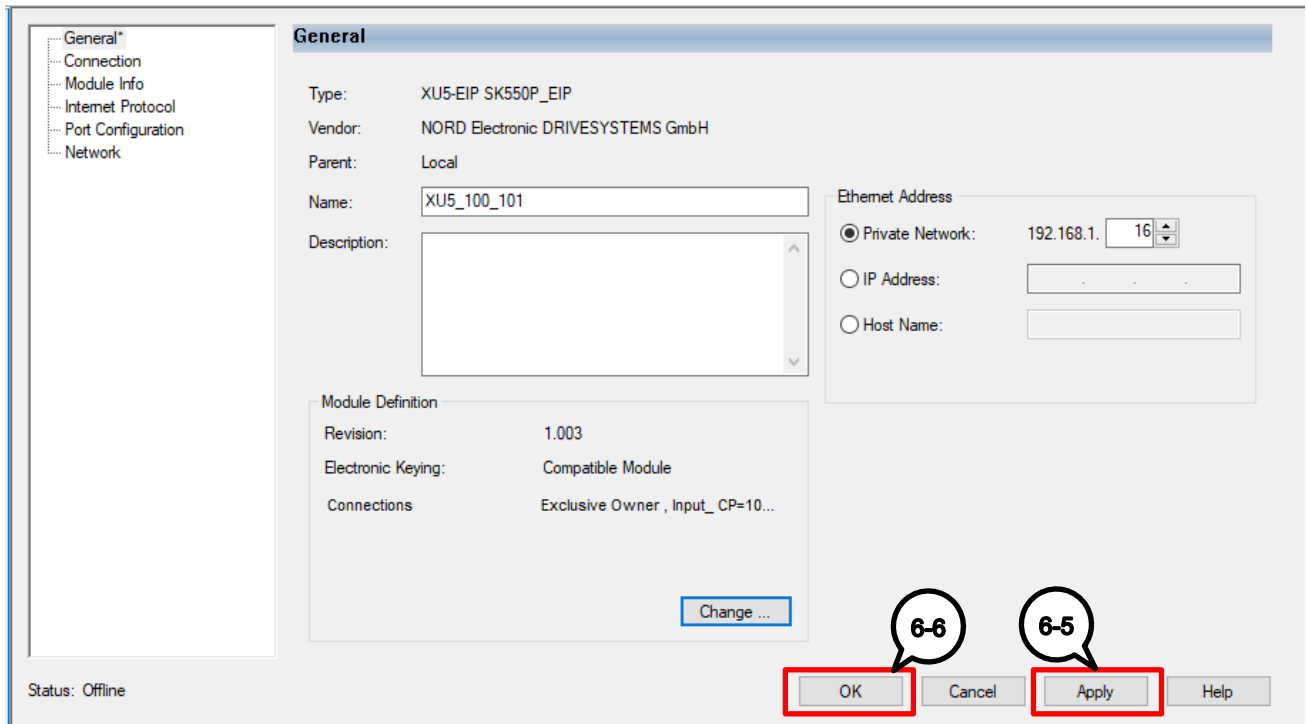 General*
Connection
Module Info
Internet Protocol
Port Configuration
Network
General
Type: XU5-EIP SK550P_EIP
Vendor: NORD Electronic DRIVESYSTEMS GmbH
Parent: Local
Name: XU5_100_101
Description:
Ethernet Address
Private Network: 192.168.1. 16
IP Address: . . .
Host Name:
Module Definition
Revision: 1.003
Electronic Keying: Compatible Module
Connections Exclusive Owner , Input_ CP=10...
Change ...
6-6 6-5
Status: Offline
OK Cancel Apply Help